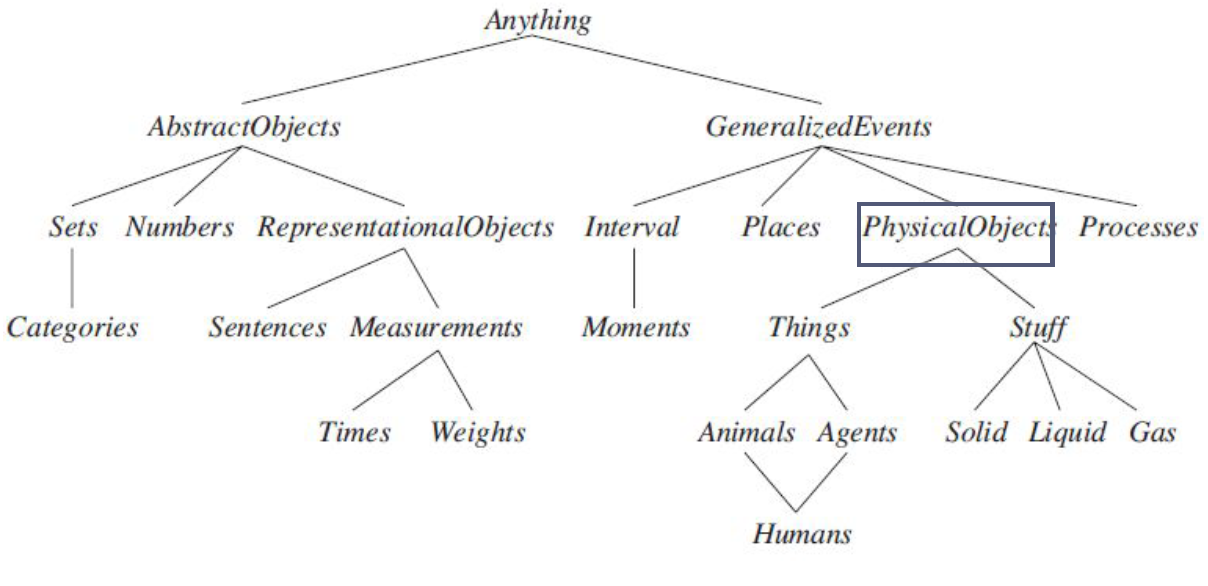 Anything
AbstractObjects GeneralizedEvents
Sets Numbers RepresentationalObjects Interval Places PhysicalObjects Processes
Categories Sentences Measurements Moments Things Stuff
Times Weights Animals Agents Solid Liquid Gas
Humans